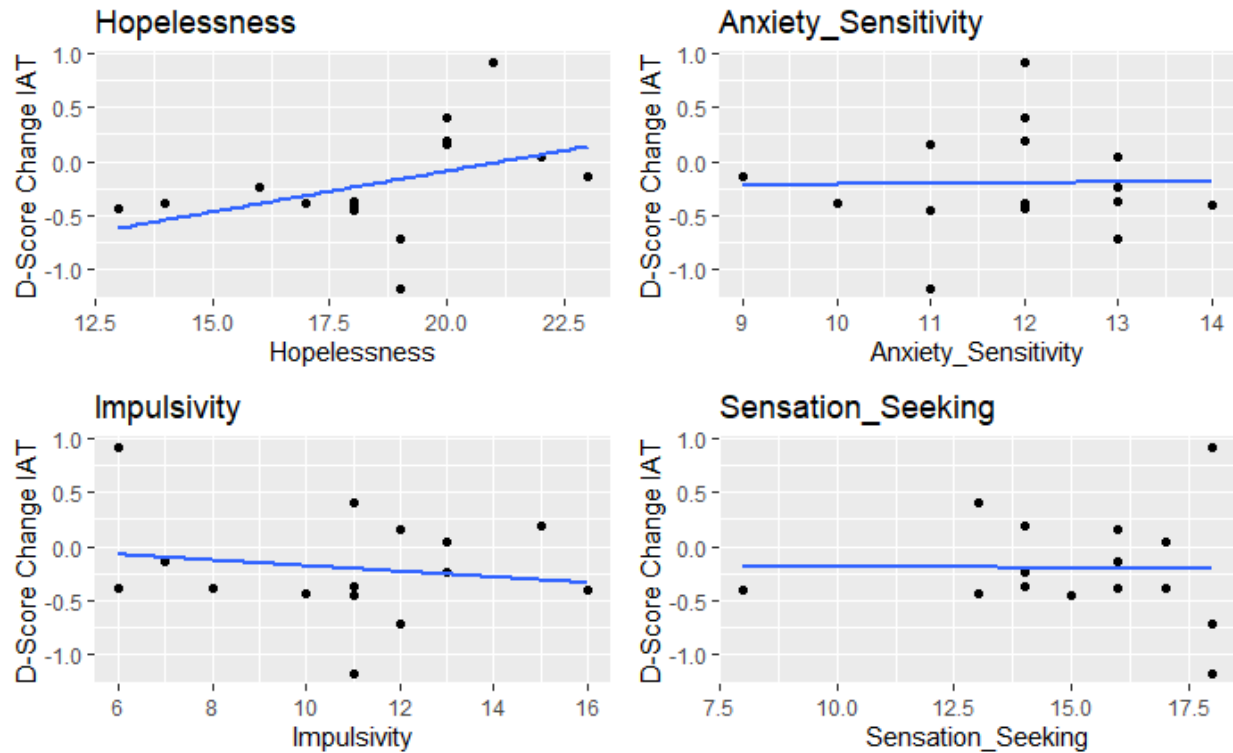 Hopelessness
D-Score Change IAT
1.0
0.5
0.0
-0.5
-1.0
12.5 15.0 17.5 20.0 22.5
Hopelessness
Anxiety_Sensitivity
D-Score Change IAT
1.0
0.5
0.0
-0.5
-1.0
9 10 11 12 13 14
Anxiety_Sensitivity
Impulsivity
D-Score Change IAT
1.0
0.5
0.0
-0.5
-1.0
6 8 10 12 14 16
Impulsivity
Sensation_Seeking
D-Score Change IAT
1.0
0.5
0.0
-0.5
-1.0
7.5 10.0 12.5 15.0 17.5
Sensation_Seeking